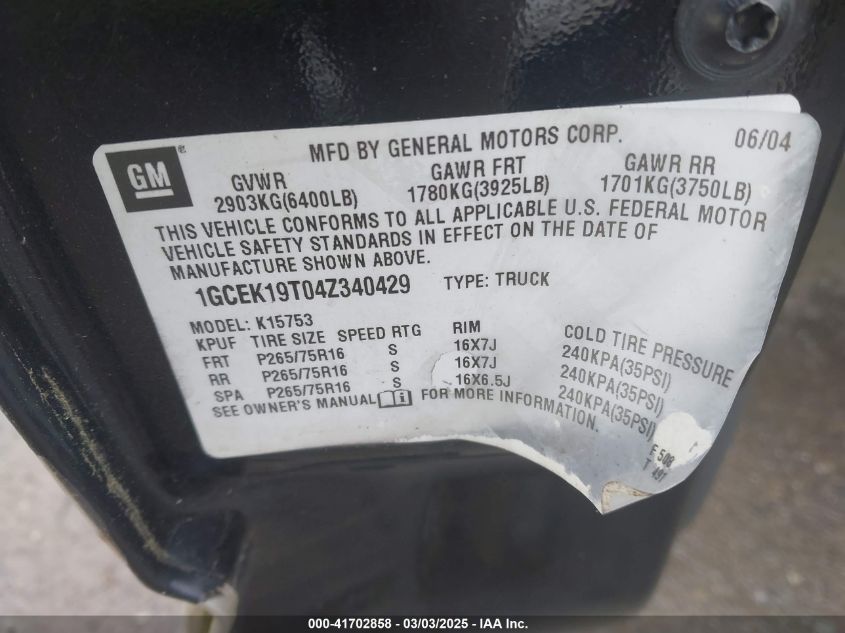 GM®
MFD BY GENERAL MOTORS CORP. 06/04
GVWR GAWR FRT GAWR RR
2903KG(6400LB) 1780KG(3925LB) 1701KG(3750LB)
THIS VEHICLE CONFORMS TO ALL APPLICABLE U.S. FEDERAL MOTOR
VEHICLE SAFETY STANDARDS IN EFFECT ON THE DATE OF
MANUFACTURE SHOWN ABOVE.
1GCEK19T04Z340429 TYPE: TRUCK
MODEL: K15753
KPUF TIRE SIZE SPEED RTG RIM COLD TIRE PRESSURE
FRT P265/75R16 S 16X7J 240KPA(35PSI)
RR P265/75R16 S 16X7J 240KPA(35PSI)
SPA P265/75R16 S 16X6.5J 240KPA(35PSI)
SEE OWNER'S MANUAL FOR MORE INFORMATION.
000-41702858 / 03/03/2025 - IAA Inc.